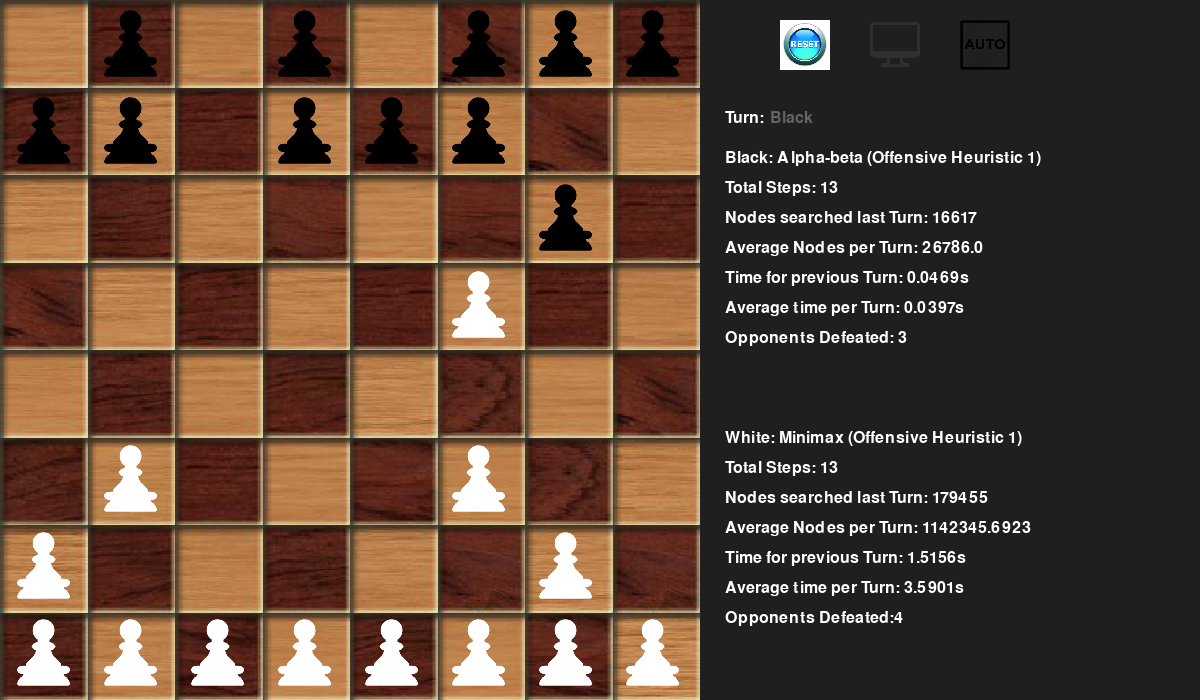 RESET
AUTO
Turn: Black
Black: Alpha-beta (Offensive Heuristic 1)
Total Steps: 13
Nodes searched last Turn: 16617
Average Nodes per Turn: 26786.0
Time for previous Turn: 0.0469s
Average time per Turn: 0.0397s
Opponents Defeated: 3
White: Minimax (Offensive Heuristic 1)
Total Steps: 13
Nodes searched last Turn: 179455
Average Nodes per Turn: 1142345.6923
Time for previous Turn: 1.5156s
Average time per Turn: 3.5901s
Opponents Defeated:4